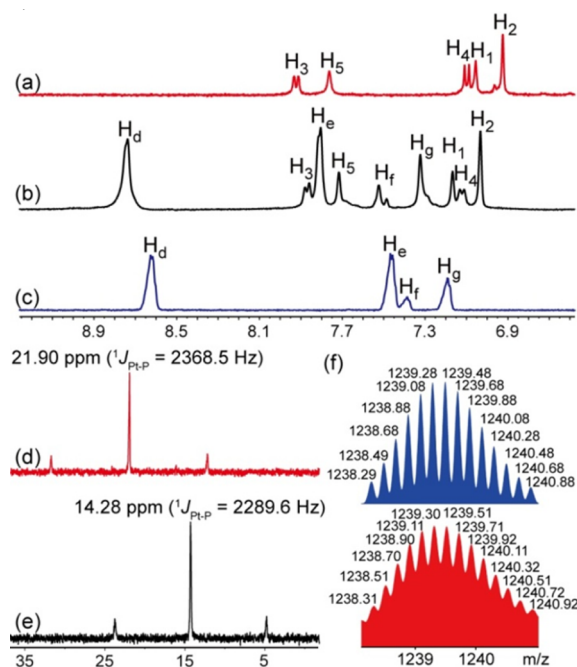 H2
H3 H5 H4 H1
(a)
Hd He H2
H3 H5 Hf Hg H1 H4
(b)
Hd He
Hf Hg
(c)
8.9 8.5 8.1 7.7 7.3 6.9
21.90 ppm (1JPt-P = 2368.5 Hz)
(d)
14.28 ppm (1JPt-P = 2289.6 Hz)
(e)
35 25 15 5
(f)
1239.28 1239.48
1239.08 1239.68
1238.88 1239.88
1238.68 1240.08
1238.49 1240.28
1238.29 1240.48
1240.68
1240.88
1239.30 1239.51
1239.11 1239.71
1238.90 1239.92
1238.70 1240.11
1238.51 1240.32
1238.31 1240.51
1240.72
1240.92
1239 1240 m/z